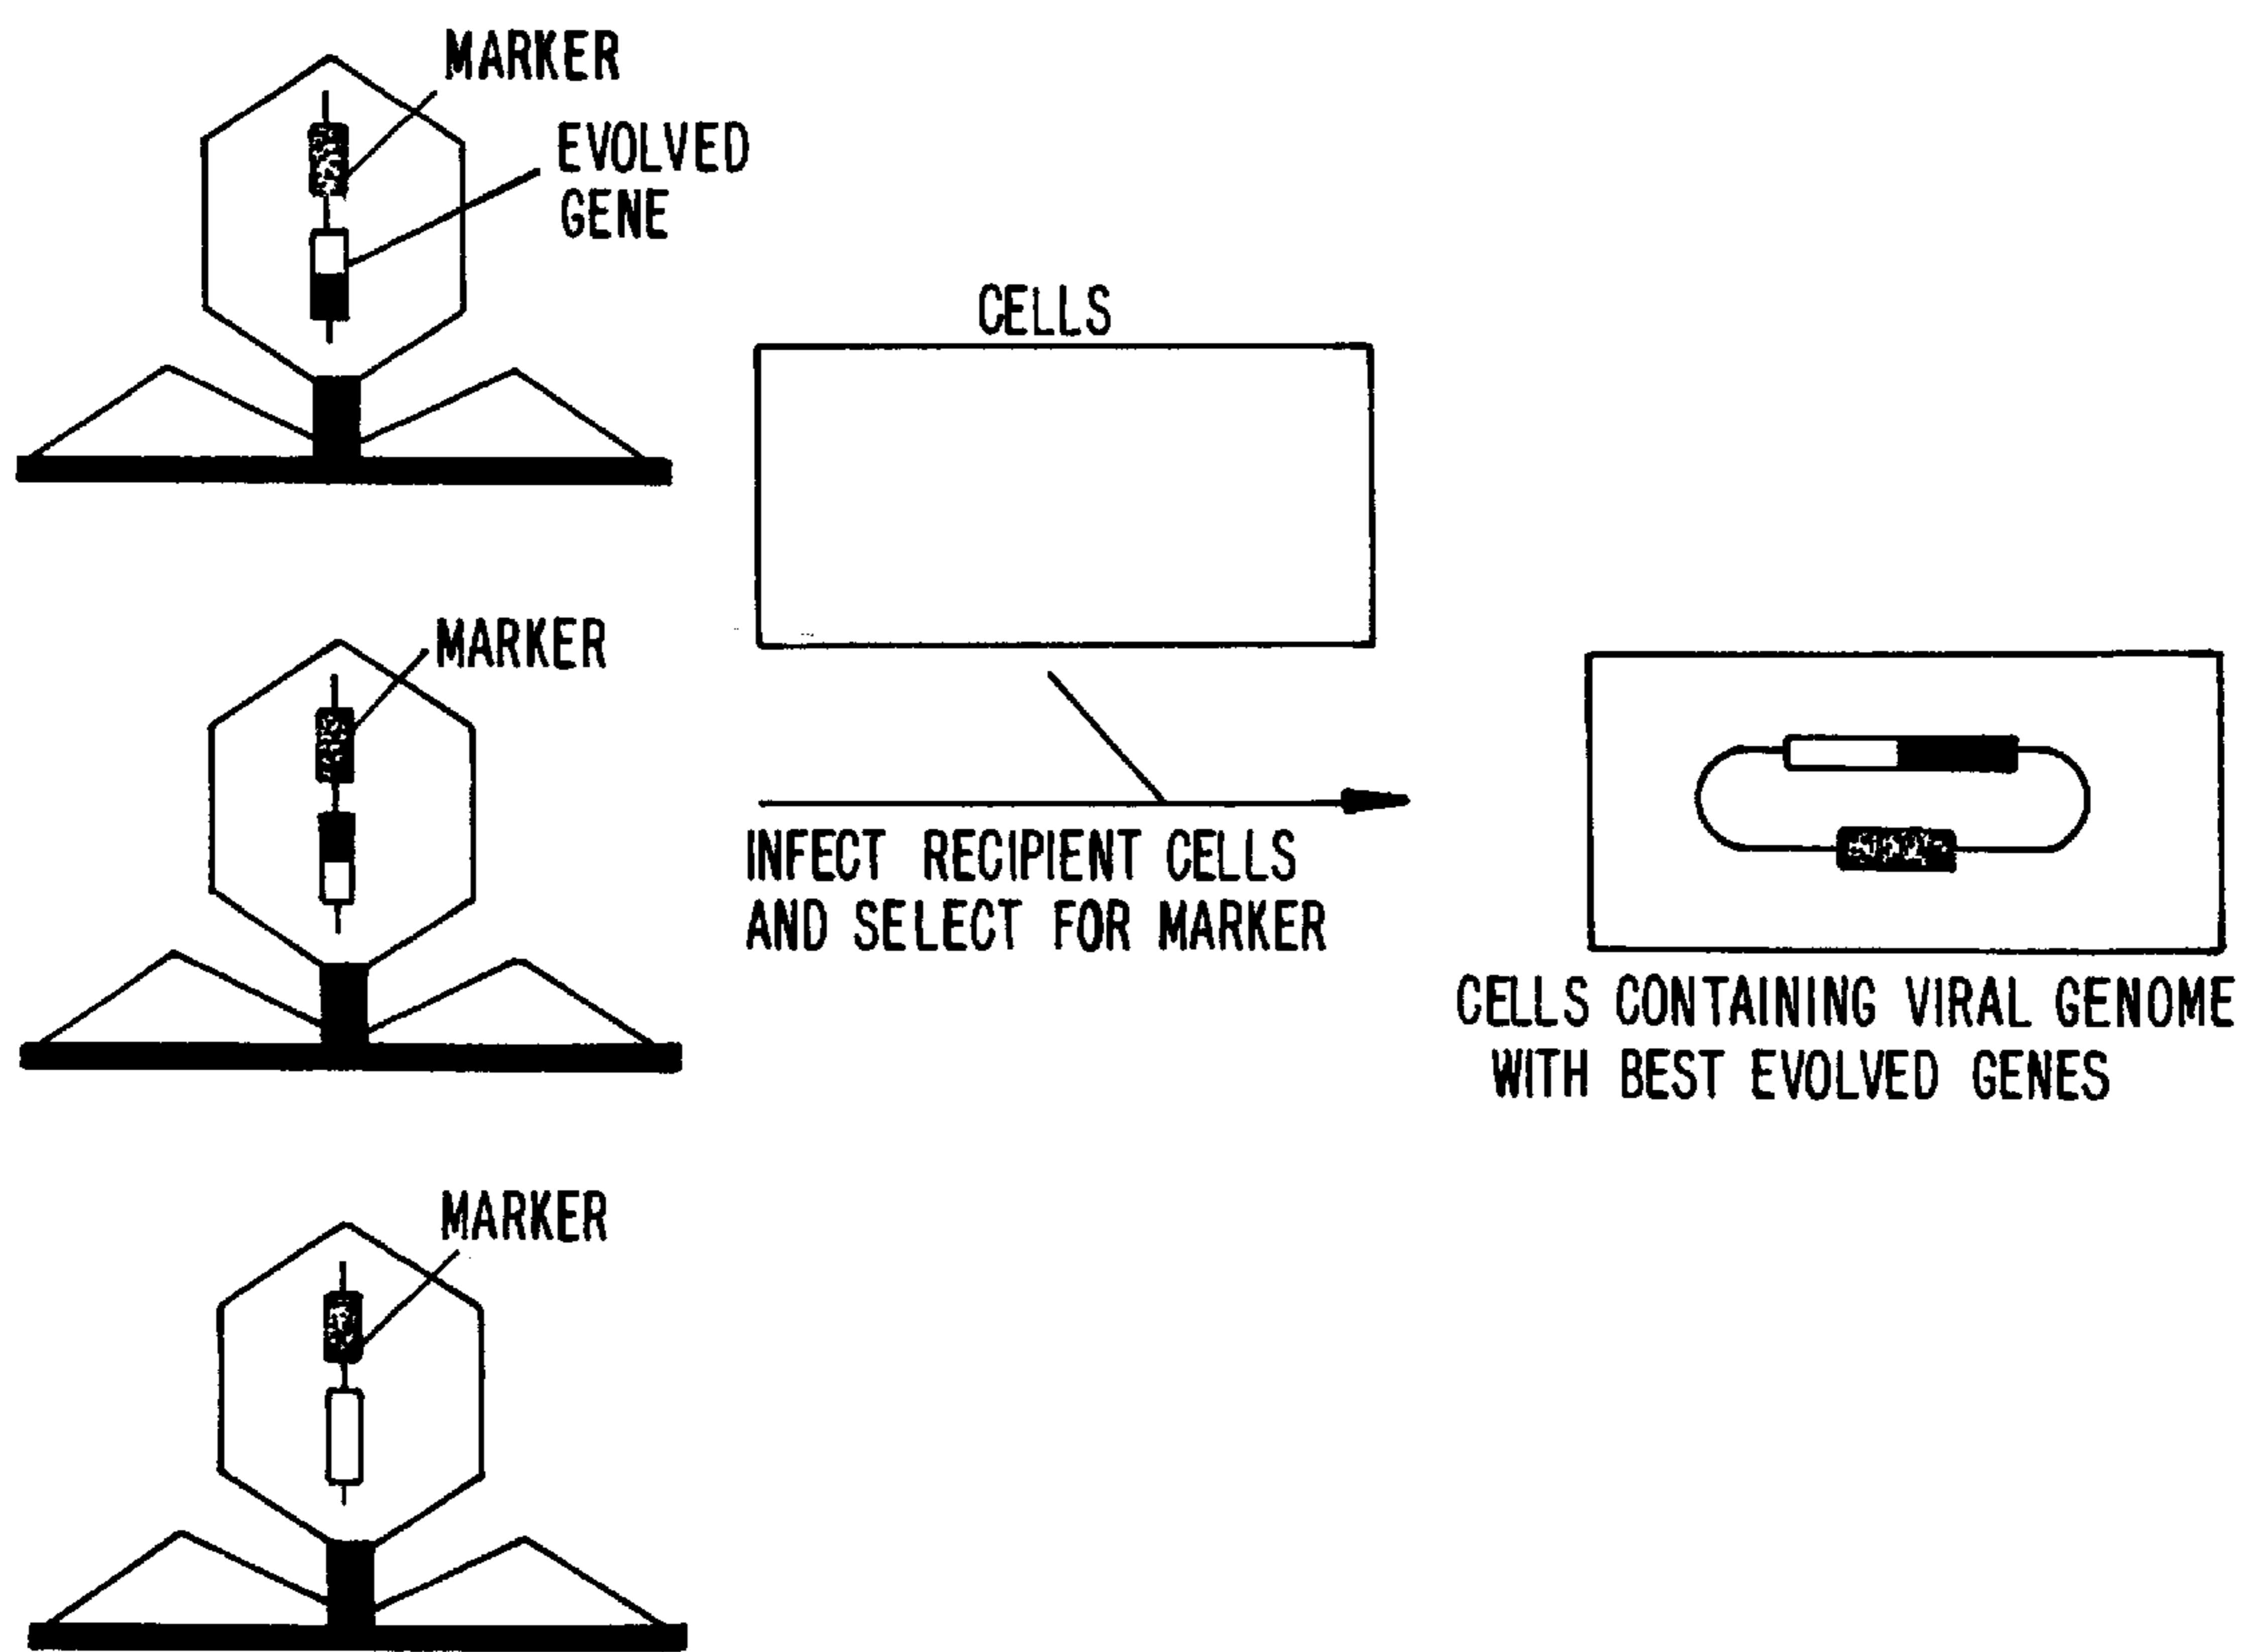 MARKER
EVOLVED
GENE
CELLS
MARKER
INFECT RECIPIENT CELLS
AND SELECT FOR MARKER
CELLS CONTAINING VIRAL GENOME
WITH BEST EVOLVED GENES
MARKER